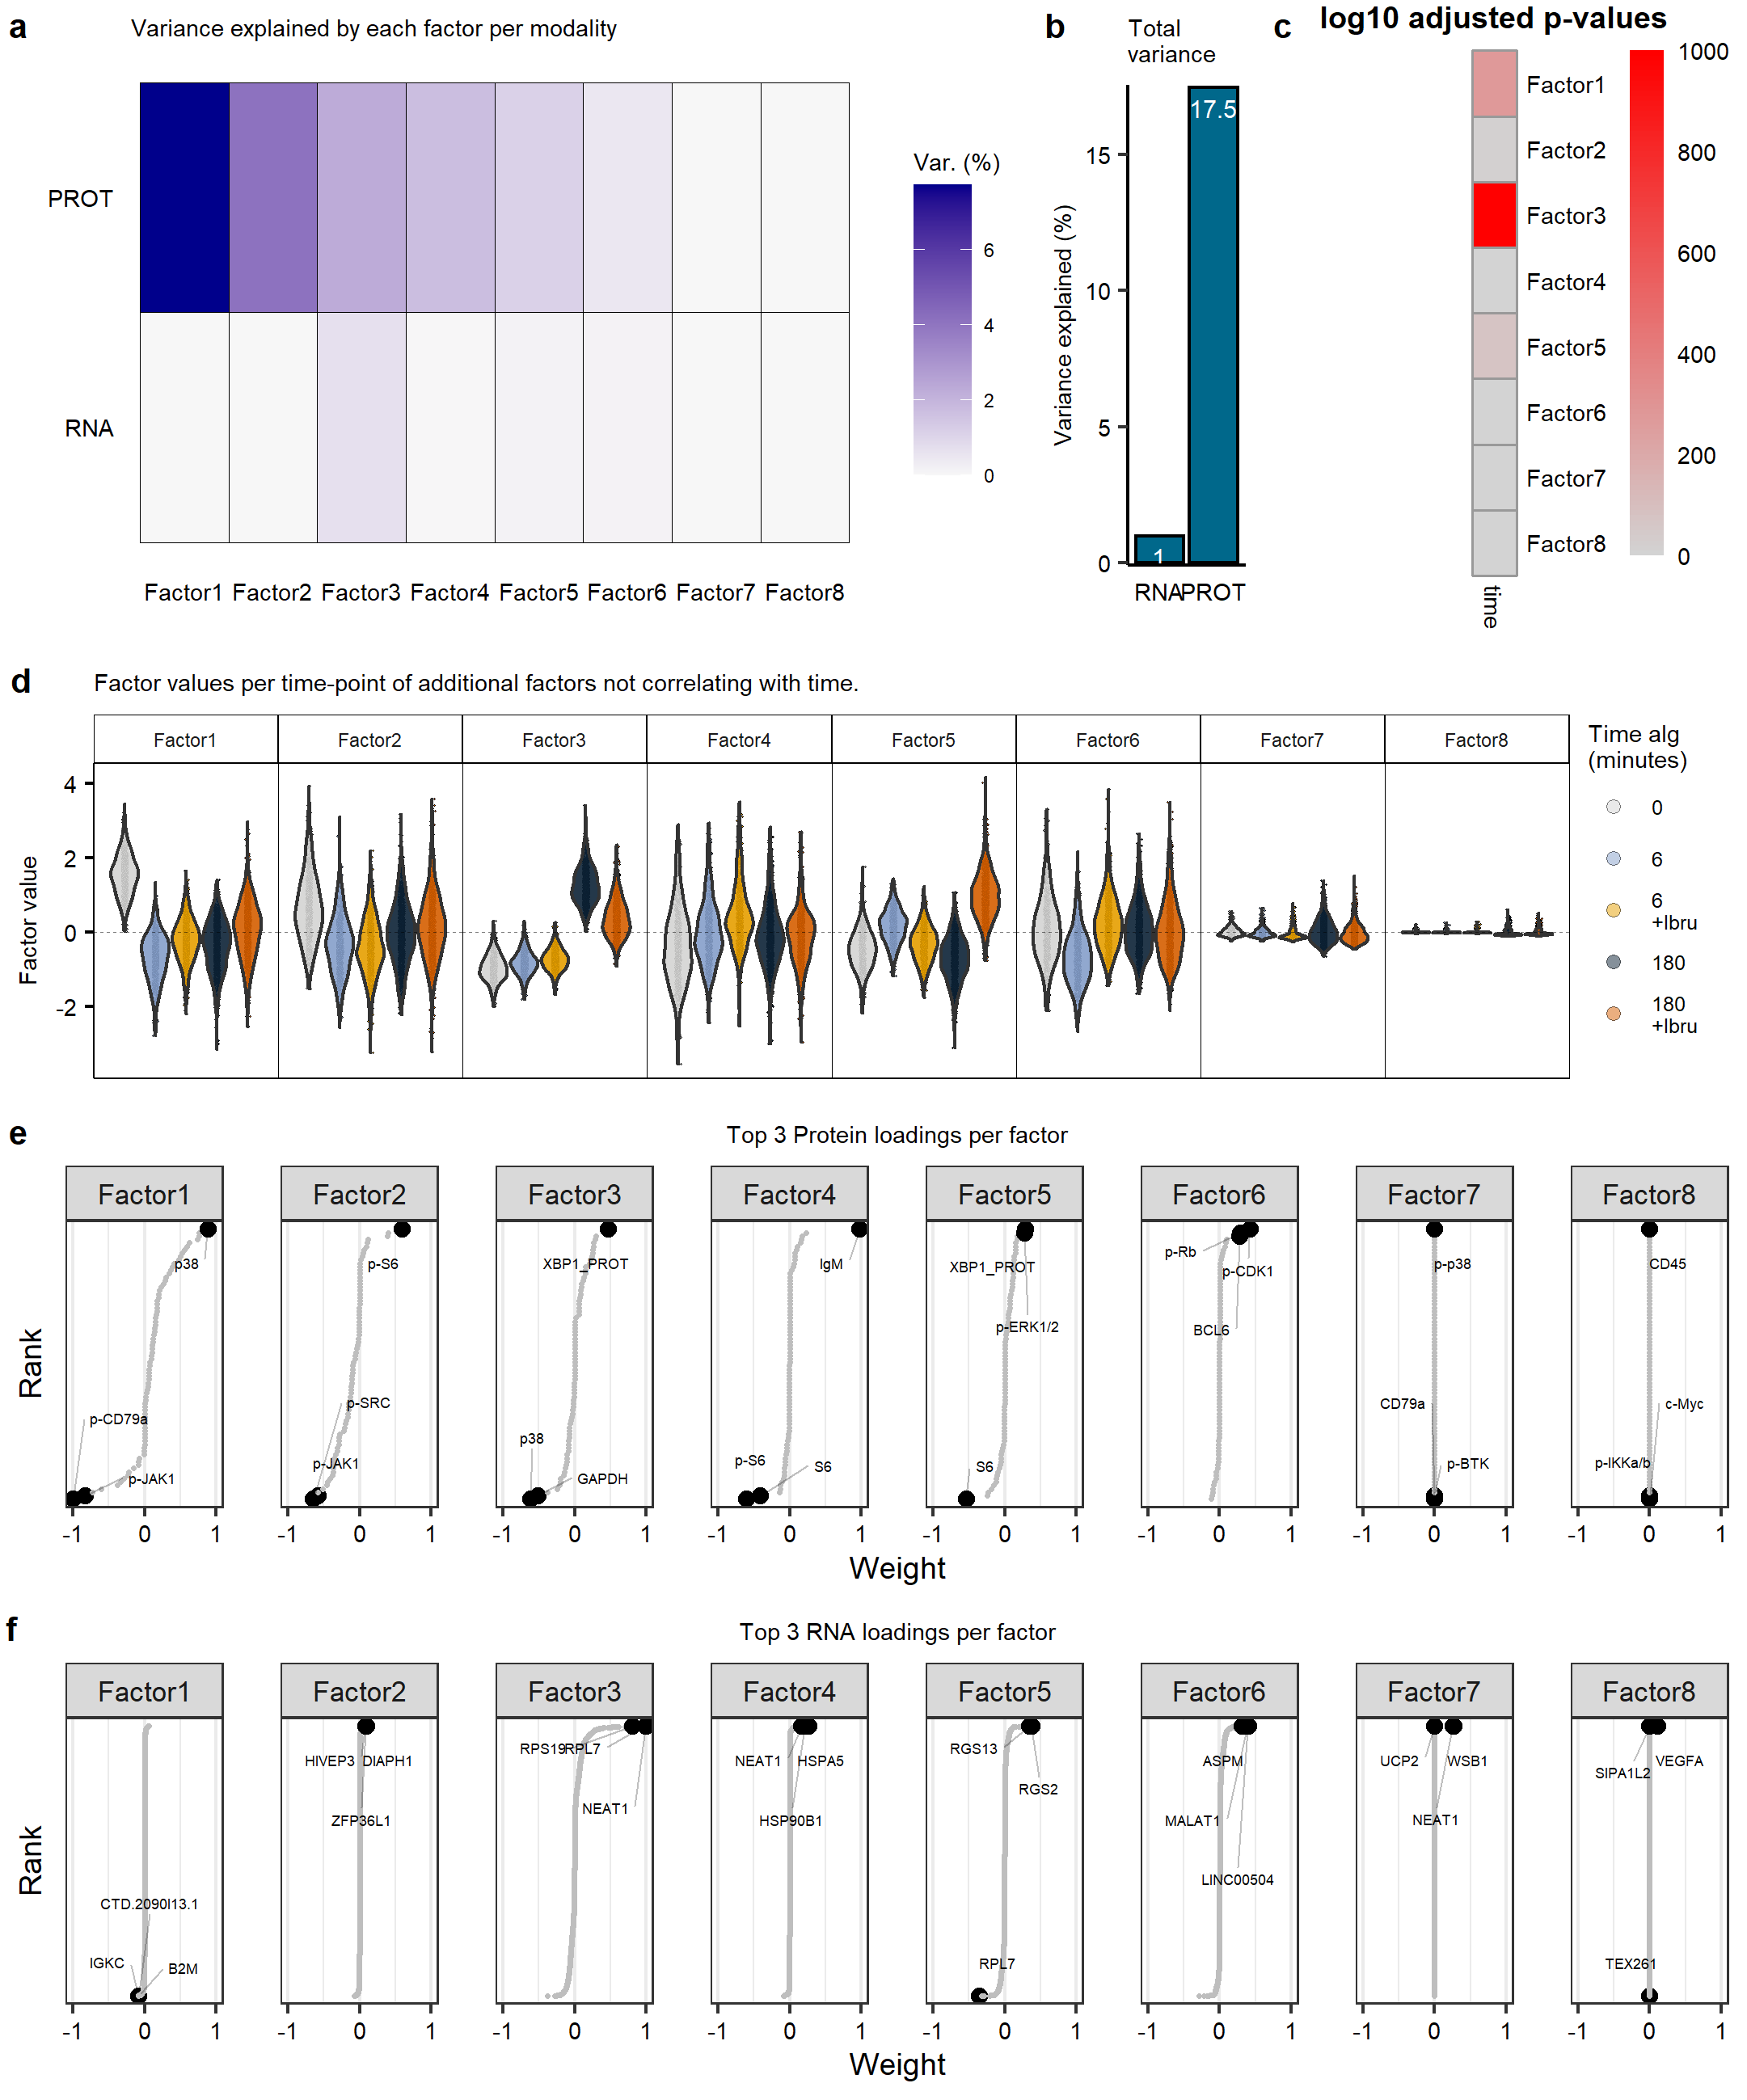 a
Variance explained by each factor per modality
PROT
RNA
Factor1 Factor2 Factor3 Factor4 Factor5 Factor6 Factor7 Factor8
Var. (%)
6
4
2
0
b
Total
variance
Variance explained (%)
15
10
5
0
17.5
1
RNA PROT
c
log10 adjusted p-values
Factor1
Factor2
Factor3
Factor4
Factor5
Factor6
Factor7
Factor8
time
1000
800
600
400
200
0
d
Factor values per time-point of additional factors not correlating with time.
Factor1 Factor2 Factor3 Factor4 Factor5 Factor6 Factor7 Factor8
Factor value
4
2
0
-2
Time alg
(minutes)
0
6
6
+Ibru
180
180
+Ibru
e
Top 3 Protein loadings per factor
Rank
Factor1
p38
p-CD79a
p-JAK1
-1 0 1
Factor2
p-S6
p-SRC
p-JAK1
-1 0 1
Factor3
XBP1_PROT
p38
GAPDH
-1 0 1
Factor4
IgM
p-S6
S6
-1 0 1
Factor5
XBP1_PROT
p-ERK1/2
S6
-1 0 1
Factor6
p-Rb
p-CDK1
BCL6
-1 0 1
Factor7
p-p38
CD79a
p-BTK
-1 0 1
Factor8
CD45
c-Myc
p-IKKa/b
-1 0 1
Weight
f
Top 3 RNA loadings per factor
Rank
Factor1
CTD.2090I13.1
IGKC
B2M
-1 0 1
Factor2
HIVEP3 DIAPH1
ZFP36L1
-1 0 1
Factor3
RPS19 RPL7
NEAT1
-1 0 1
Factor4
NEAT1 HSPA5
HSP90B1
-1 0 1
Factor5
RGS13
RGS2
RPL7
-1 0 1
Factor6
ASPM
MALAT1
LINC00504
-1 0 1
Factor7
UCP2 WSB1
NEAT1
-1 0 1
Factor8
SIPA1L2 VEGFA
TEX261
-1 0 1
Weight